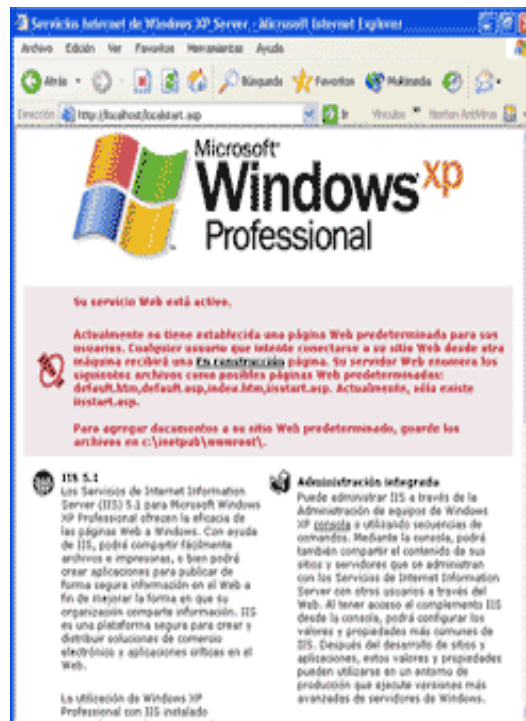 Servicios Internet de Windows XP Server. - Microsoft Internet Explorer
Archivo Edición Ver Favoritos Herramientas Ayuda
Atrás Búsqueda Favoritos Multimedia
Dirección http://localhost/localstart.asp Ir Vínculos Norton AntiVirus
Microsoft
Windows xp
Professional
Su servicio Web está activo.
Actualmente no tiene establecida una página Web predeterminada para sus
usuarios. Cualquier usuario que intente conectarse a su sitio Web desde otra
máquina recibirá una En construcción página. Su servidor Web enumera los
siguientes archivos como posibles páginas Web predeterminadas:
default.htm,default.asp,index.htm,iisstart.asp. Actualmente, sólo existe
iisstart.asp.
Para agregar documentos a su sitio Web predeterminado, guarde los
archivos en c:\inetpub\wwwroot\.
IIS 5.1
Los Servicios de Internet Information
Server (IIS) 5.1 para Microsoft Windows
XP Professional ofrecen la eficacia de
las páginas Web a Windows. Con ayuda
de IIS, podrá compartir fácilmente
archivos e impresoras, o bien podrá
crear aplicaciones para publicar de
forma segura información en el Web a
fin de mejorar la forma en que su
organización comparte información. IIS
es una plataforma segura para crear y
distribuir soluciones de comercio
electrónico y aplicaciones críticas en el
Web.
La utilización de Windows XP
Professional con IIS instalado
Administración integrada
Puede administrar IIS a través de la
Administración de equipos de Windows
XP consola o utilizando secuencias de
comandos. Mediante la consola, podrá
también compartir el contenido de sus
sitios y servidores que se administran
con los Servicios de Internet Information
Server con otros usuarios a través del
Web. Al tener acceso al complemento IIS
desde la consola, podrá configurar los
valores y propiedades más comunes de
IIS. Después del desarrollo de sitios y
aplicaciones, estos valores y propiedades
pueden utilizarse en un entorno de
producción que ejecute versiones más
avanzadas de servidores de Windows.